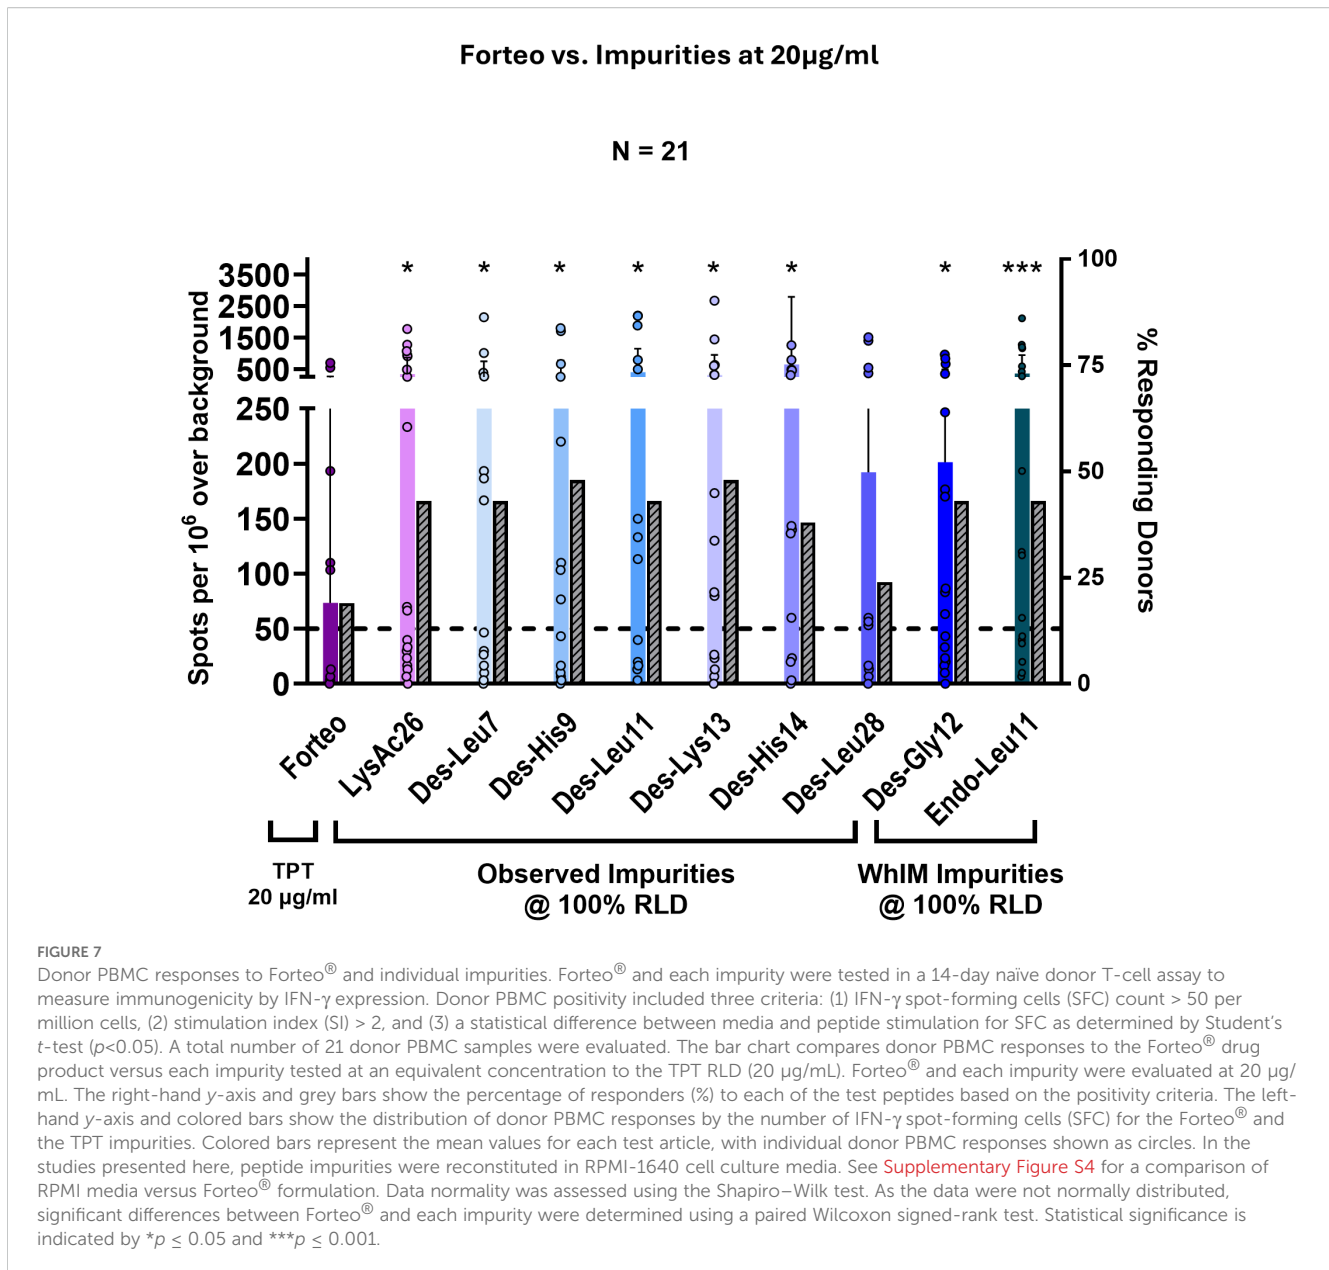 Forteo vs. Impurities at 20µg/ml
N = 21
* * * * * * * ***
Spots per 10⁶ over background
3500
2500
1500
500
250
200
150
100
50
0
100
75
50
25
0
% Responding Donors
Forteo
LysAc26
Des-Leu7
Des-His9
Des-Leu11
Des-Lys13
Des-His14
Des-Leu28
Des-Gly12
Endo-Leu11
TPT
20 µg/ml
Observed Impurities
@ 100% RLD
WhIM Impurities
@ 100% RLD
FIGURE 7
Donor PBMC responses to Forteo® and individual impurities. Forteo® and each impurity were tested in a 14-day naïve donor T-cell assay to
measure immunogenicity by IFN-γ expression. Donor PBMC positivity included three criteria: (1) IFN-γ spot-forming cells (SFC) count > 50 per
million cells, (2) stimulation index (SI) > 2, and (3) a statistical difference between media and peptide stimulation for SFC as determined by Student’s
t-test (p<0.05). A total number of 21 donor PBMC samples were evaluated. The bar chart compares donor PBMC responses to the Forteo® drug
product versus each impurity tested at an equivalent concentration to the TPT RLD (20 µg/mL). Forteo® and each impurity were evaluated at 20 µg/
mL. The right-hand y-axis and grey bars show the percentage of responders (%) to each of the test peptides based on the positivity criteria. The left-
hand y-axis and colored bars show the distribution of donor PBMC responses by the number of IFN-γ spot-forming cells (SFC) for the Forteo® and
the TPT impurities. Colored bars represent the mean values for each test article, with individual donor PBMC responses shown as circles. In the
studies presented here, peptide impurities were reconstituted in RPMI-1640 cell culture media. See Supplementary Figure S4 for a comparison of
RPMI media versus Forteo® formulation. Data normality was assessed using the Shapiro–Wilk test. As the data were not normally distributed,
significant differences between Forteo® and each impurity were determined using a paired Wilcoxon signed-rank test. Statistical significance is
indicated by *p ≤ 0.05 and ***p ≤ 0.001.